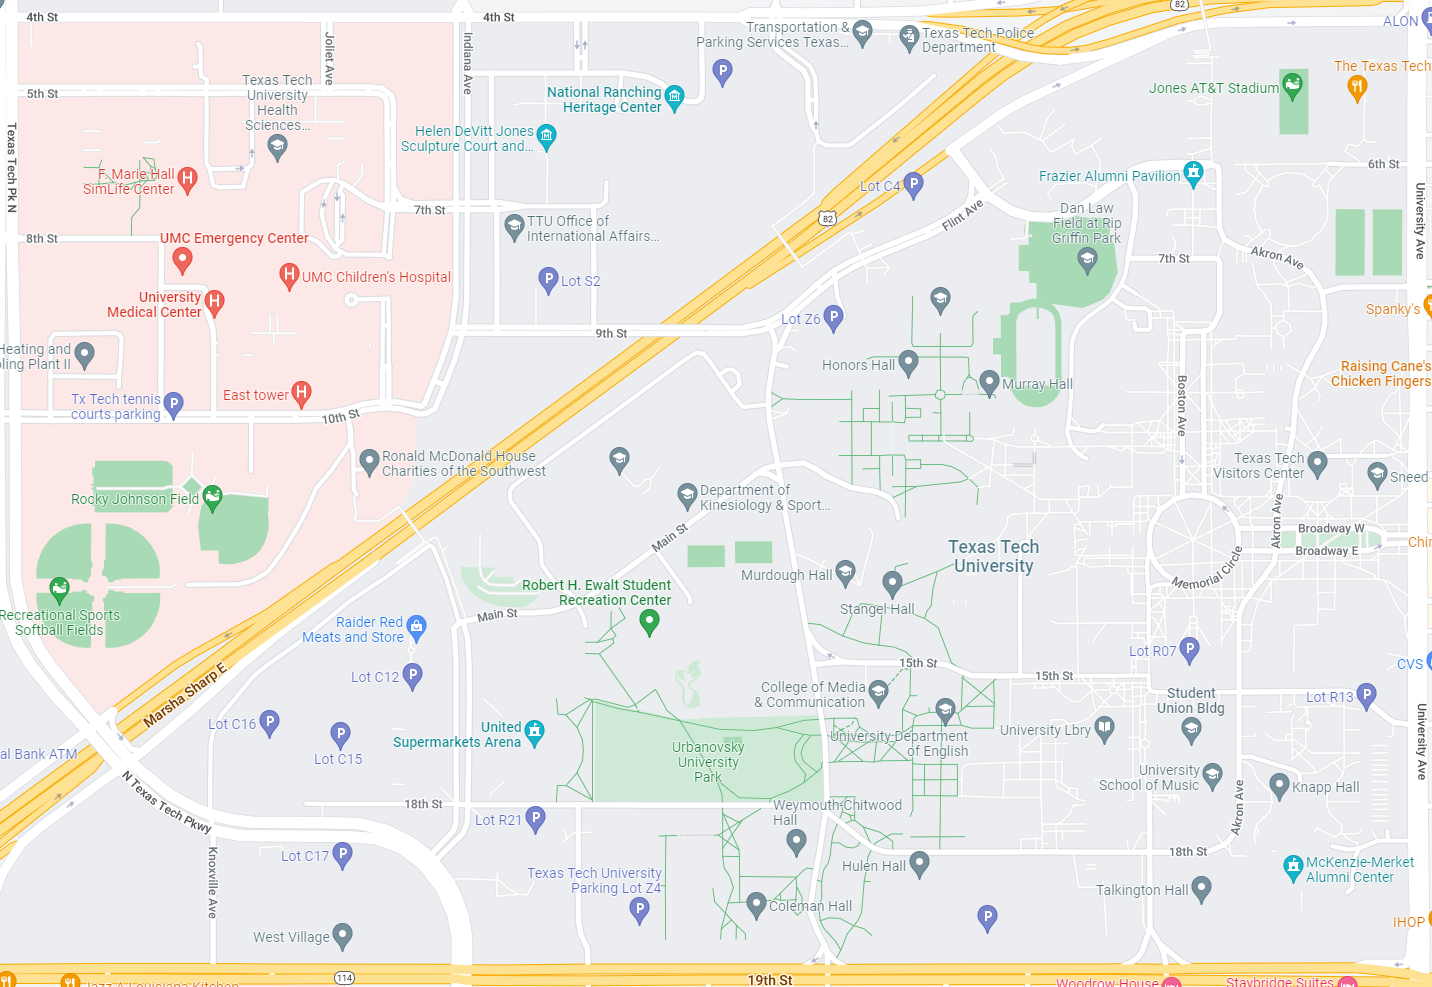 4th St
4th St
82
ALON
Joliet Ave
Indiana Ave
Transportation &
Parking Services Texas...
Texas Tech Police
Department
The Texas Tech
Texas Tech
University
Health
Sciences...
5th St
National Ranching
Heritage Center
Jones AT&T Stadium
Helen DeVitt Jones
Sculpture Court and...
Texas Tech Pk N
F. Marie Hall
SimLife Center
Lot C4
Frazier Alumni Pavilion
6th St
University Ave
7th St
82
Flint Ave
Dan Law
Field at Rip
Griffin Park
TTU Office of
International Affairs...
8th St
UMC Emergency Center
Akron Ave
7th St
UMC Children's Hospital
Lot S2
University
Medical Center
Lot Z6
Spanky's
9th St
Heating and
ling Plant II
Honors Hall
Murray Hall
Raising Cane's
Chicken Fingers
East tower
Tx Tech tennis
courts parking
10th St
Boston Ave
Ronald McDonald House
Charities of the Southwest
Texas Tech
Visitors Center
Sneed
Rocky Johnson Field
Department of
Kinesiology & Sport...
Main St
Akron Ave
Broadway W
Broadway E
Chi
Texas Tech
University
Murdough Hall
Memorial Circle
Robert H. Ewalt Student
Recreation Center
Stangel Hall
Recreational Sports
Softball Fields
Main St
Raider Red
Meats and Store
Lot R07
15th St
15th St
CVS
Marsha Sharp E
Lot C12
College of Media
& Communication
Student
Union Bldg
Lot R13
Lot C16
United
Supermarkets Arena
University Department
of English
University Lbry
University Ave
al Bank ATM
Lot C15
Urbanovsky
University
Park
N Texas Tech Pkwy
University
School of Music
Knapp Hall
18th St
Lot R21
Weymouth-Chitwood
Hall
Akron Ave
Lot C17
18th St
Knoxville Ave
Texas Tech University
Parking Lot Z4
Hulen Hall
McKenzie-Merket
Alumni Center
Talkington Hall
Coleman Hall
IHOP
West Village
114
19th St
Jazz A Louisiana Kitchen
Woodrow House
Staybridge Suites